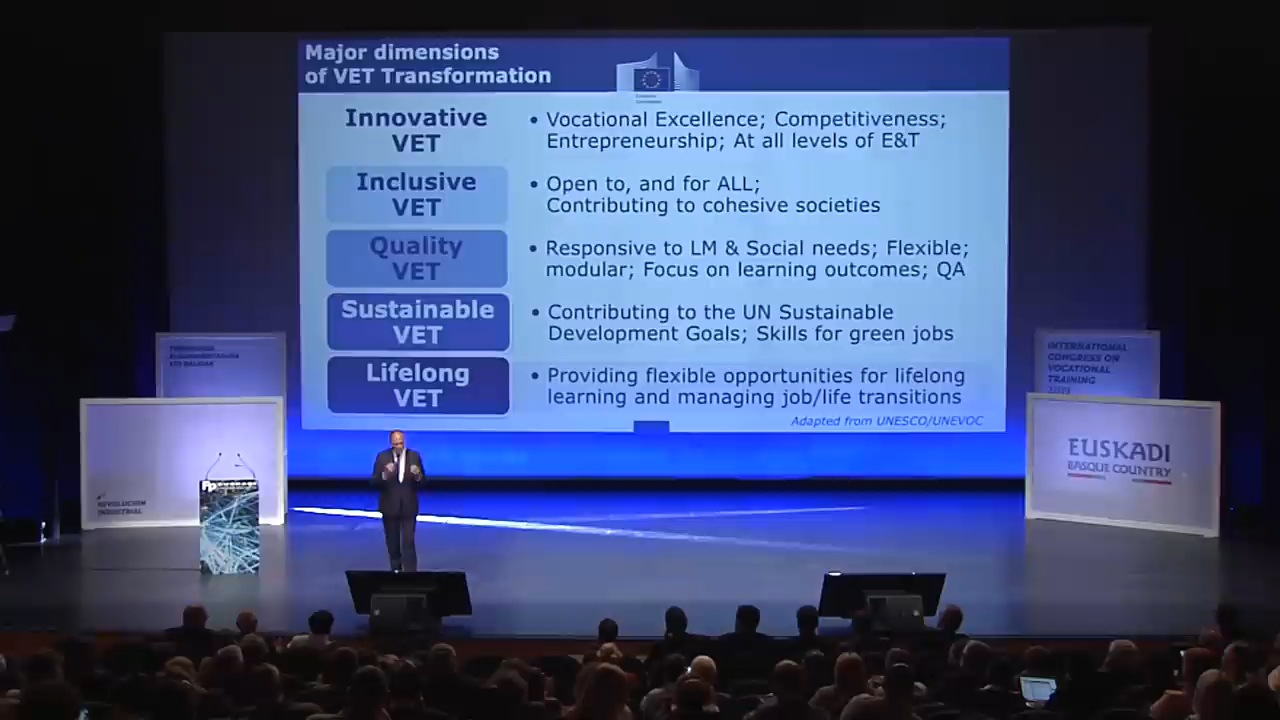 Major dimensions
of VET Transformation
Innovative
VET
• Vocational Excellence; Competitiveness;
Entrepreneurship; At all levels of E&T
Inclusive
VET
• Open to, and for ALL;
Contributing to cohesive societies
Quality
VET
• Responsive to LM & Social needs; Flexible;
modular; Focus on learning outcomes; QA
Sustainable
VET
• Contributing to the UN Sustainable
Development Goals; Skills for green jobs
Lifelong
VET
• Providing flexible opportunities for lifelong
learning and managing job/life transitions
Adapted from UNESCO/UNEVOC
INTERNATIONAL
CONGRESS ON
VOCATIONAL
TRAINING
EUSKADI
BASQUE COUNTRY
INDUSTRIAL